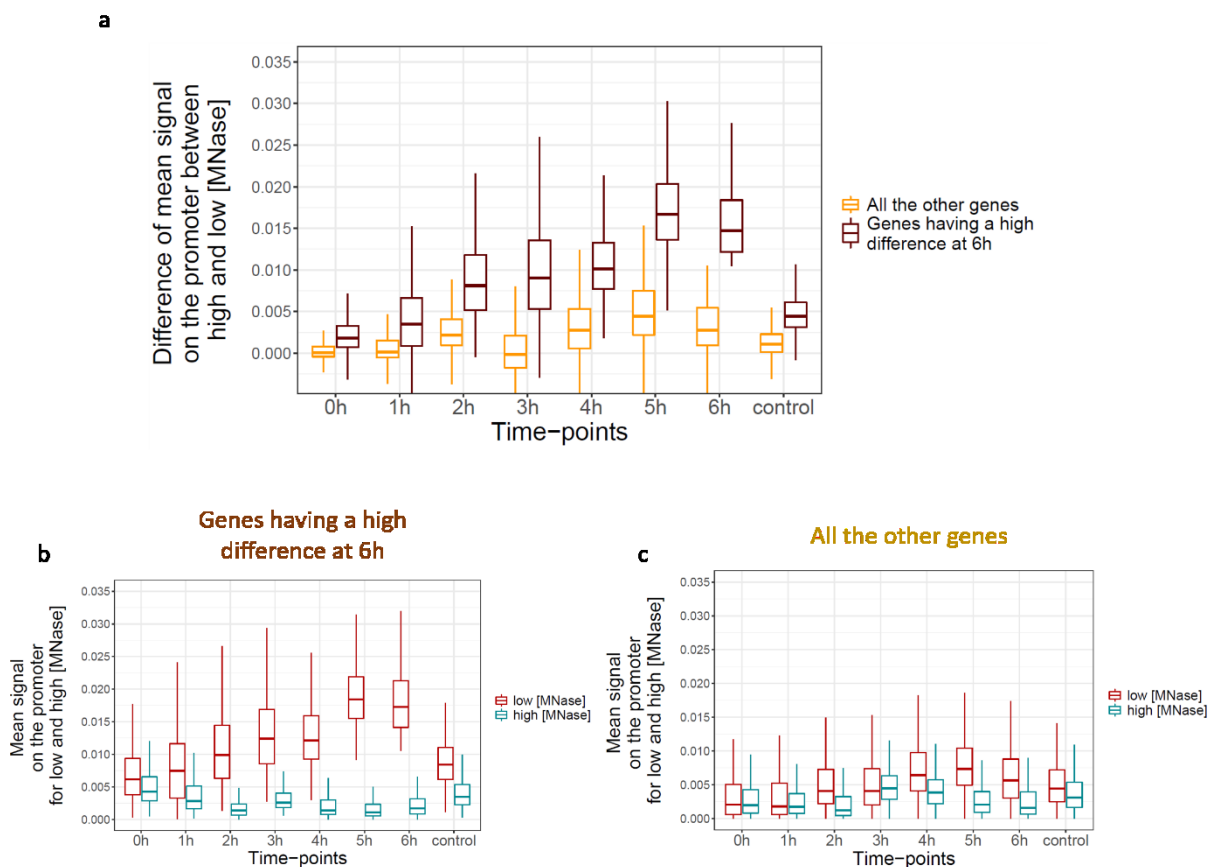 a
Difference of mean signal
on the promoter between
high and low [MNase]
0.035
0.030
0.025
0.020
0.015
0.010
0.005
0.000
0h 1h 2h 3h 4h 5h 6h control
Time−points
All the other genes
Genes having a high
difference at 6h
Genes having a high
difference at 6h
b
Mean signal
on the promoter
for low and high [MNase]
0.035
0.030
0.025
0.020
0.015
0.010
0.005
0.000
0h 1h 2h 3h 4h 5h 6h control
Time−points
low [MNase]
high [MNase]
All the other genes
c
Mean signal
on the promoter
for low and high [MNase]
0.035
0.030
0.025
0.020
0.015
0.010
0.005
0.000
0h 1h 2h 3h 4h 5h 6h control
Time−points
low [MNase]
high [MNase]